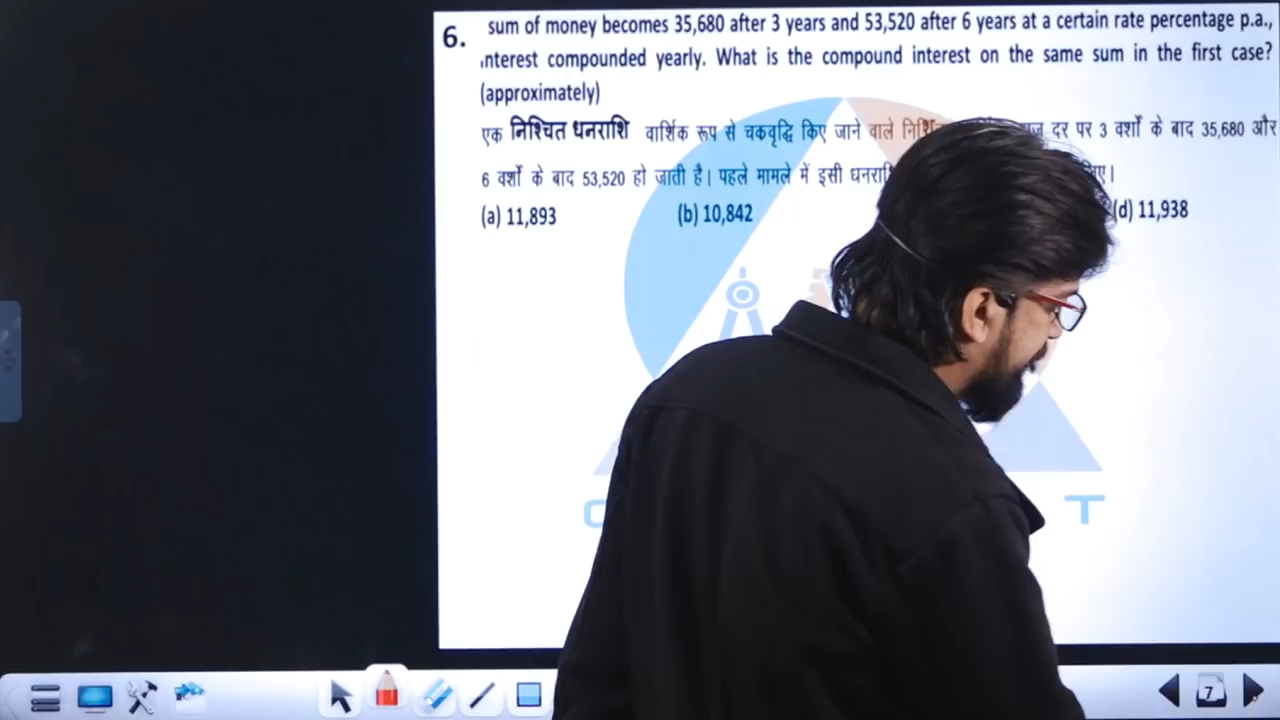 6. sum of money becomes 35,680 after 3 years and 53,520 after 6 years at a certain rate percentage p.a.,
nterest compounded yearly. What is the compound interest on the same sum in the first case?
(approximately)
एक निश्चित धनराशि वार्शिक रूप से चकवृद्धि किए जाने वाले दर पर 3 वर्शों के बाद 35,680 और
6 वर्शों के बाद 53,520 हो जाती है। पहले मामले में इसी
(a) 11,893 (b) 10,842 (d) 11,938
T
7